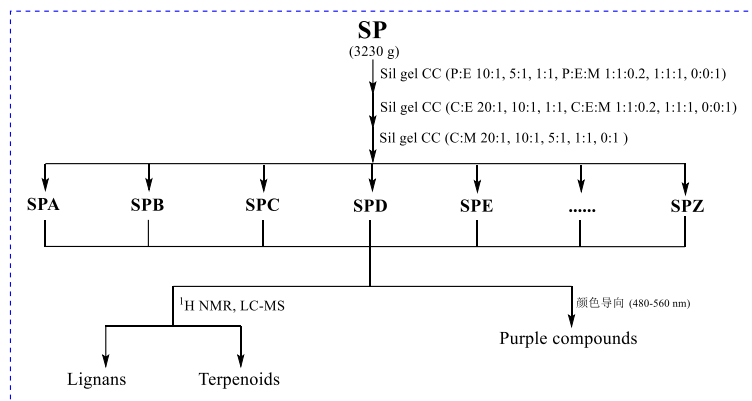 SP
(3230 g)
Sil gel CC (P:E 10:1, 5:1, 1:1, P:E:M 1:1:0.2, 1:1:1, 0:0:1)
Sil gel CC (C:E 20:1, 10:1, 1:1, C:E:M 1:1:0.2, 1:1:1, 0:0:1)
Sil gel CC (C:M 20:1, 10:1, 5:1, 1:1, 0:1 )
SPA SPB SPC SPD SPE ...... SPZ
¹H NMR, LC-MS
颜色导向 (480-560 nm)
Purple compounds
Lignans Terpenoids